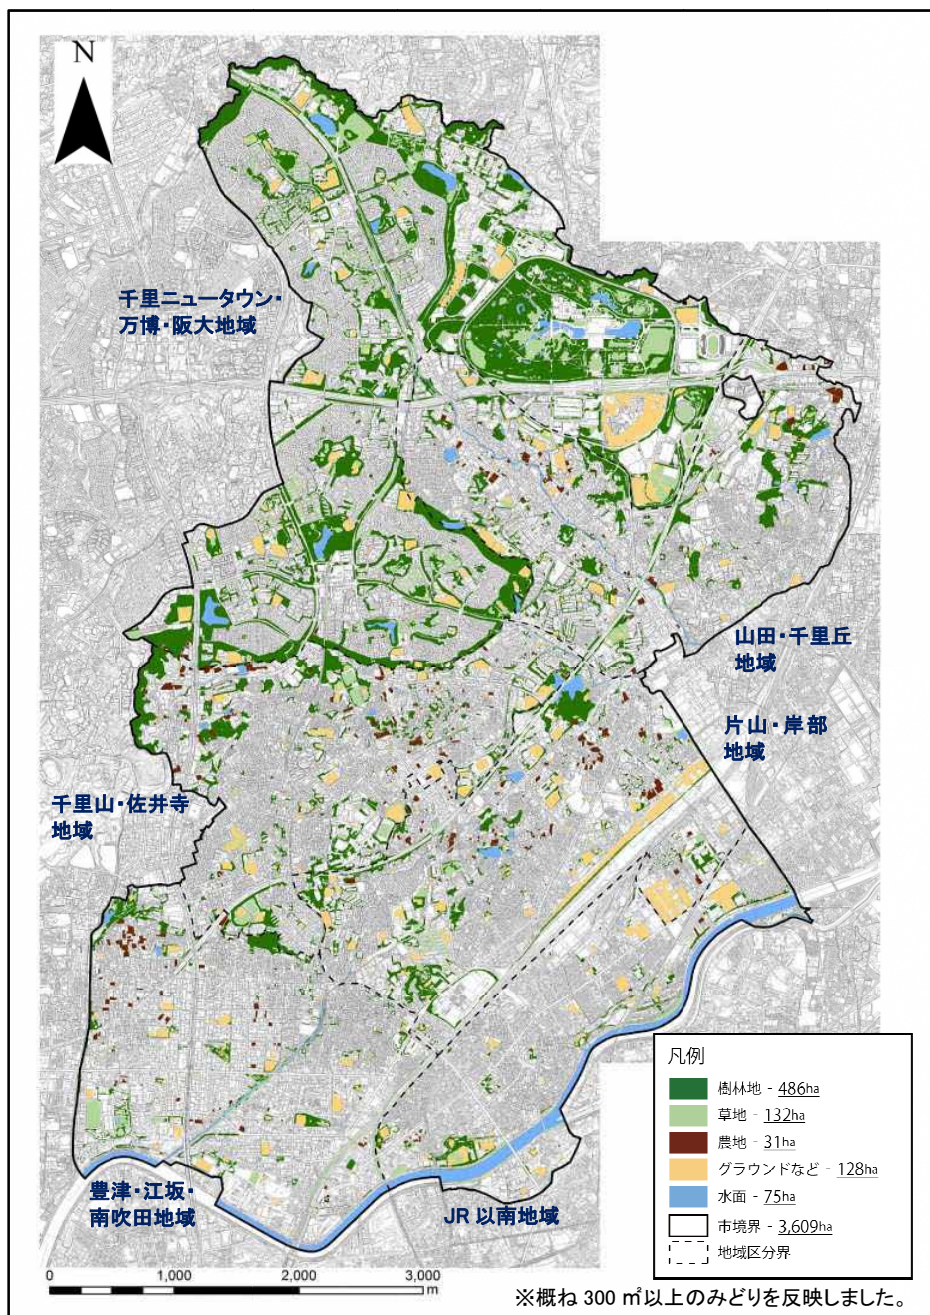 N
千里ニュータウン・
万博・阪大地域
山田・千里丘
地域
片山・岸部
地域
千里山・佐井寺
地域
豊津・江坂・
南吹田地域
JR以南地域
凡例
樹林地 - 486ha
草地 - 132ha
農地 - 31ha
グラウンドなど - 128ha
水面 - 75ha
市境界 - 3,609ha
地域区分界
0 1,000 2,000 3,000
m
※概ね 300 ㎡以上のみどりを反映しました。